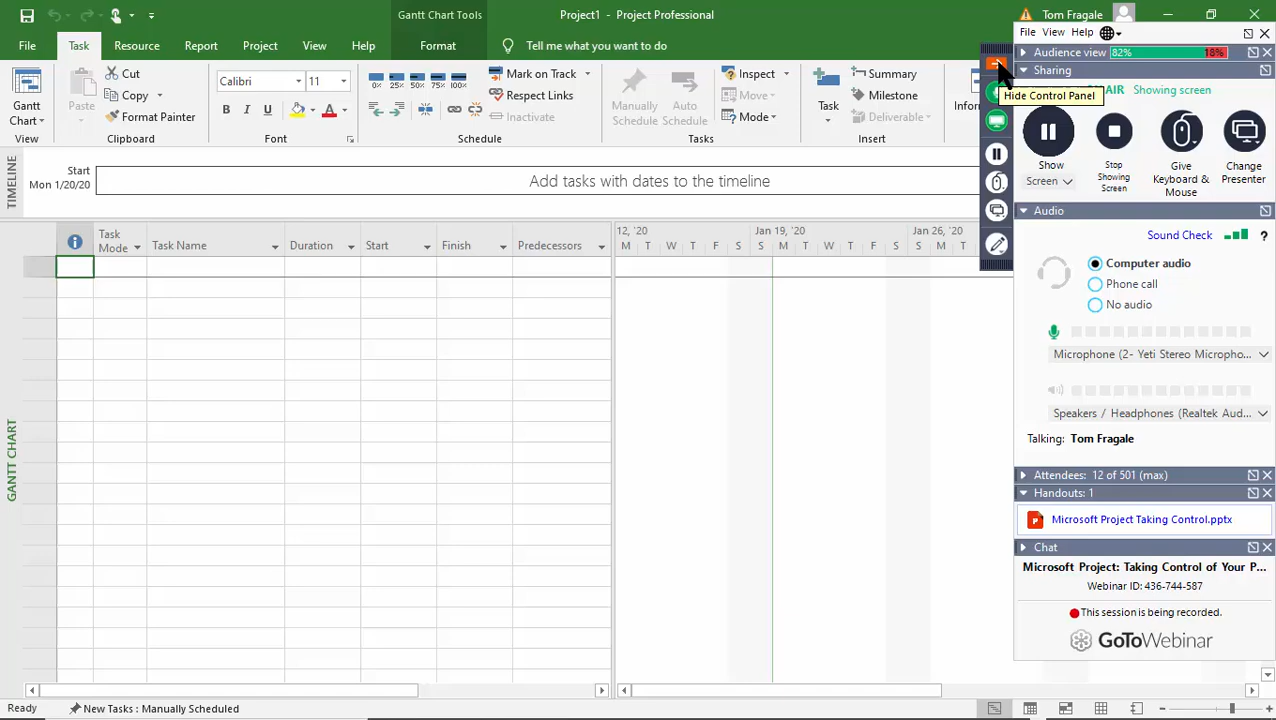 Gantt Chart Tools
Project1 - Project Professional
Tom Fragale
File
Task
Resource
Report
Project
View
Help
Format
Tell me what you want to do
File View Help
Audience view 82% 18%
Sharing
AIR Showing screen
Hide Control Panel
Gantt
Chart
View
Paste
Cut
Copy
Format Painter
Clipboard
Calibri 11
B I U A
Font
0% 25% 50% 75% 100%
Mark on Track
Respect Links
Inactivate
Schedule
Manually
Schedule
Auto
Schedule
Inspect
Move
Mode
Tasks
Task
Summary
Milestone
Deliverable
Insert
Show
Screen
Stop
Showing
Screen
Give
Keyboard &
Mouse
Change
Presenter
TIMELINE
Start
Mon 1/20/20
Add tasks with dates to the timeline
Audio
Sound Check ?
Computer audio
Phone call
No audio
Microphone (2- Yeti Stereo Micropho...
Speakers / Headphones (Realtek Aud...
Talking: Tom Fragale
Task
Mode
Task Name
Duration
Start
Finish
Predecessors
12, '20
Jan 19, '20
Jan 26, '20
M T W T F S S M T W T F S S M T W T F
GANTT CHART
Attendees: 12 of 501 (max)
Handouts: 1
Microsoft Project Taking Control.pptx
Chat
Microsoft Project: Taking Control of Your P...
Webinar ID: 436-744-587
This session is being recorded.
GoToWebinar
Ready
New Tasks : Manually Scheduled